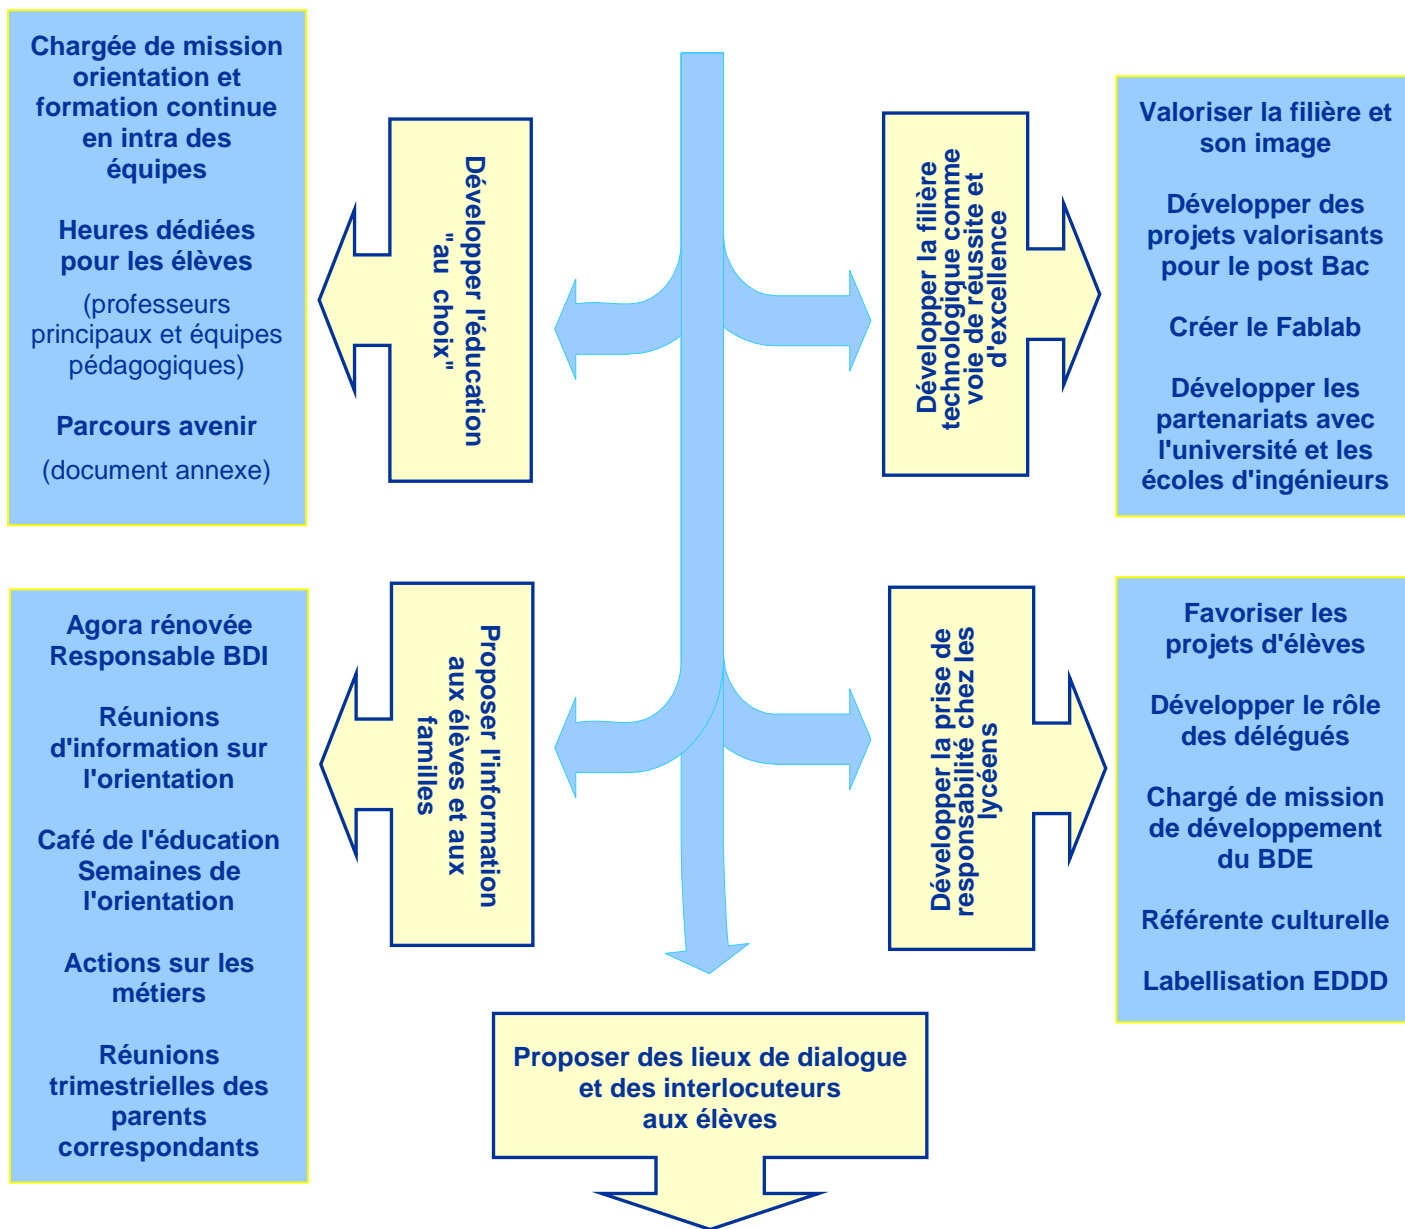 Chargée de mission
orientation et
formation continue
en intra des
équipes
Heures dédiées
pour les élèves
(professeurs
principaux et équipes
pédagogiques)
Parcours avenir
(document annexe)
Développer l'éducation
"au choix"
Développer la filière
technologique comme
voie de réussite et
d'excellence
Valoriser la filière et
son image
Développer des
projets valorisants
pour le post Bac
Créer le Fablab
Développer les
partenariats avec
l'université et les
écoles d'ingénieurs
Agora rénovée
Responsable BDI
Réunions
d'information sur
l'orientation
Café de l'éducation
Semaines de
l'orientation
Actions sur les
métiers
Réunions
trimestrielles des
parents
correspondants
Proposer l'information
aux élèves et aux
familles
Développer la prise de
responsabilité chez les
lycéens
Favoriser les
projets d'élèves
Développer le rôle
des délégués
Chargé de mission
de développement
du BDE
Référente culturelle
Labellisation EDDD
Proposer des lieux de dialogue
et des interlocuteurs
aux élèves